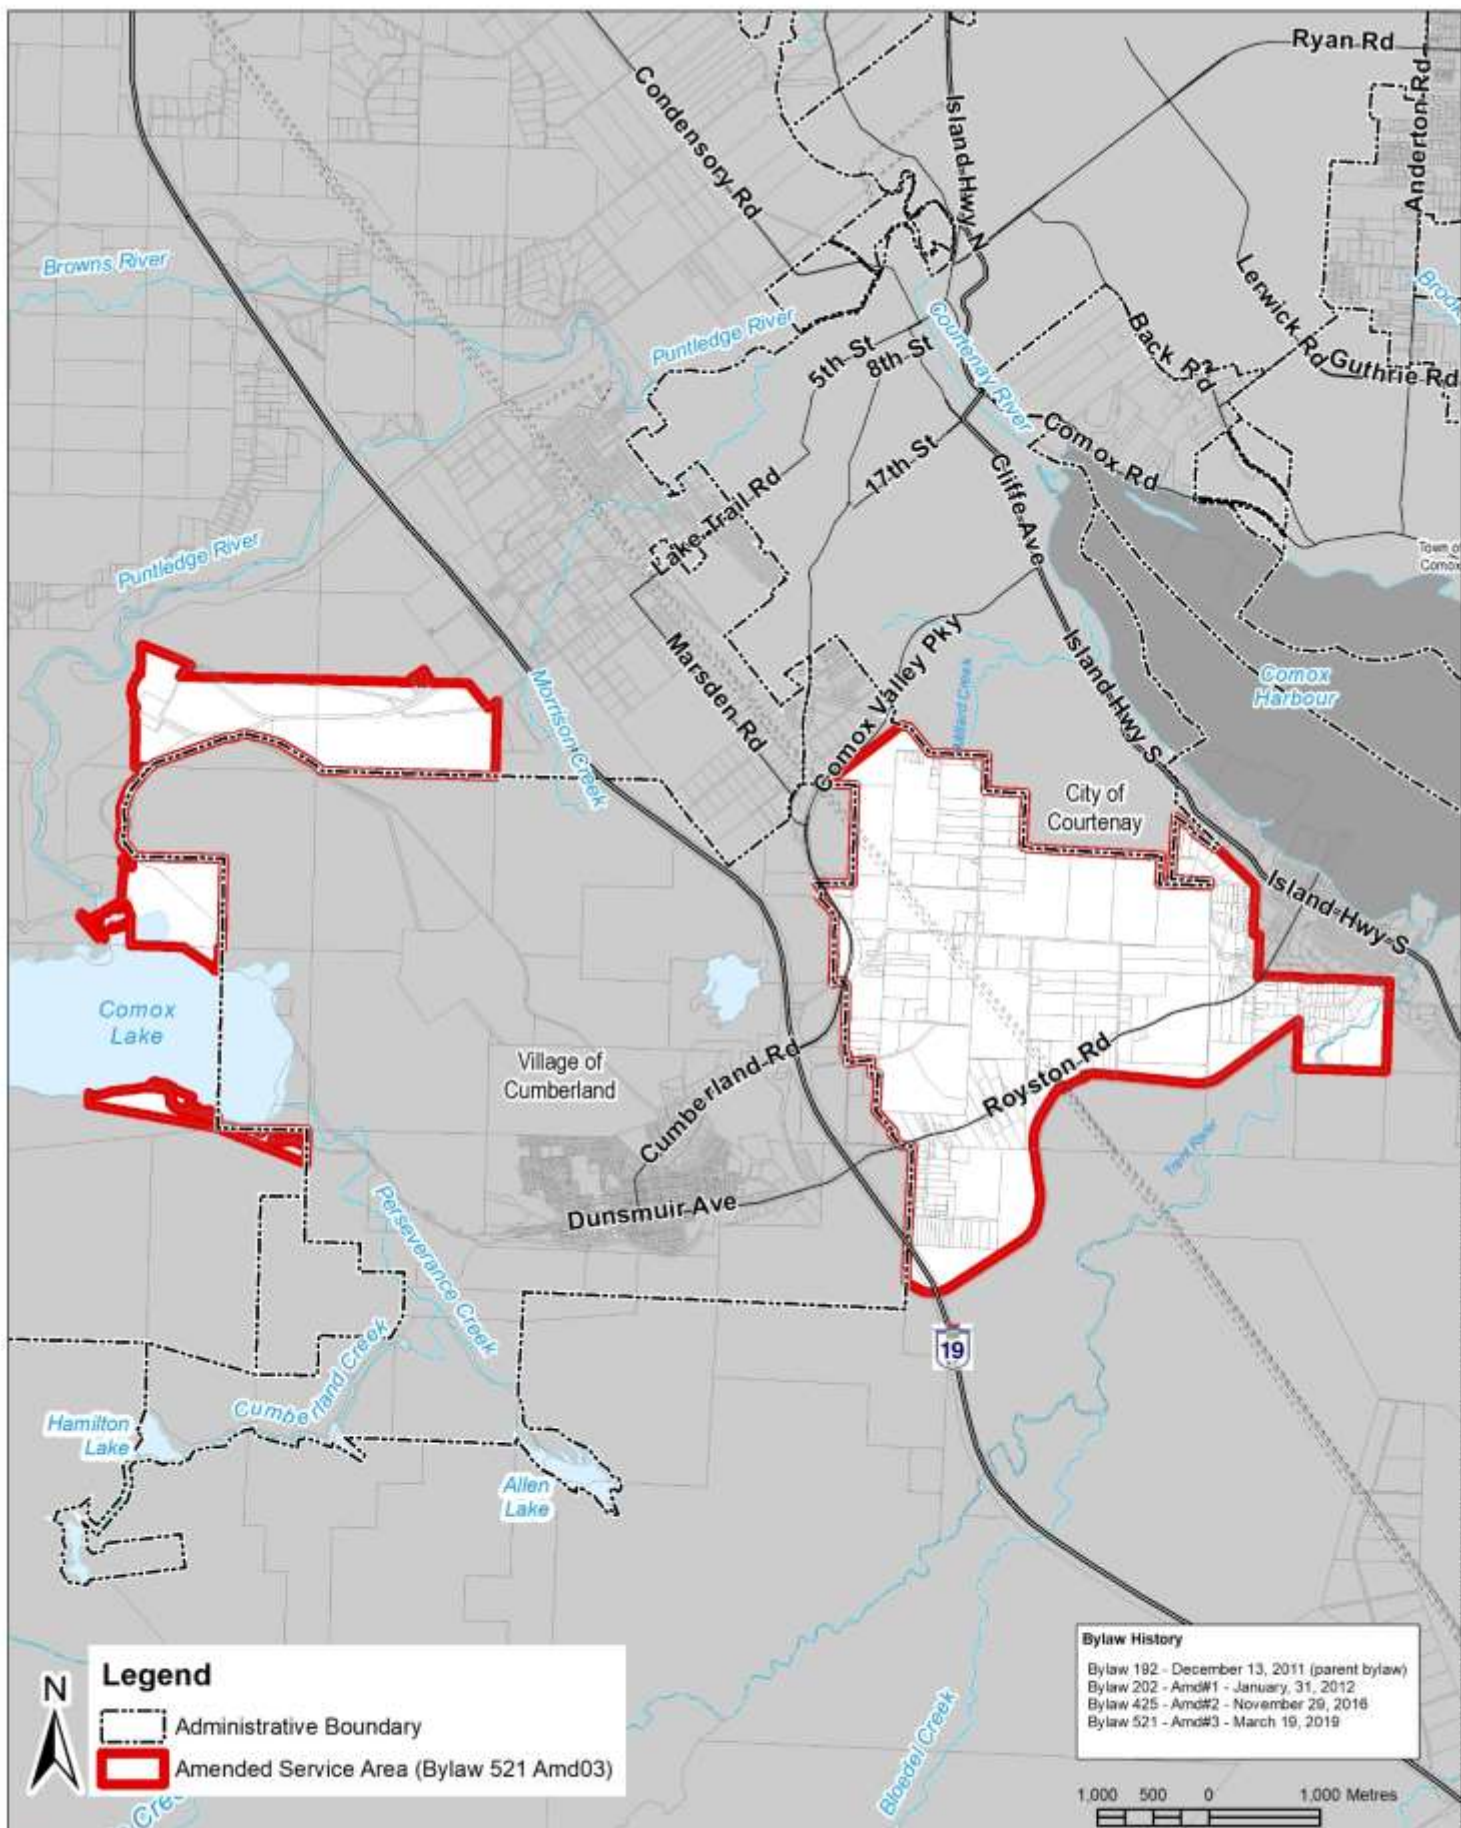 Ryan Rd
Condensory Rd
Island Hwy N
Anderton Rd
Browns River
Puntledge River
Courtenay River
Lerwick Rd
Back Rd
Guthrie Rd
5th St
8th St
17th St
Comox Rd
Cliffe Ave
Lake Trail Rd
Puntledge River
Town of
Comox
Marsden Rd
Morrison Creek
Comox Valley Pky
Island Hwy S
Comox
Harbour
City of
Courtenay
Island Hwy S
Comox
Lake
Village of
Cumberland
Cumberland Rd
Royston Rd
Trent River
Dunsmuir Ave
Perseverance Creek
19
Cumberland Creek
Hamilton
Lake
Allen
Lake
Bloedel Creek
Bylaw History
Bylaw 192 - December 13, 2011 (parent bylaw)
Bylaw 202 - Amd#1 - January, 31, 2012
Bylaw 425 - Amd#2 - November 29, 2016
Bylaw 521 - Amd#3 - March 19, 2019
N
Legend
Administrative Boundary
Amended Service Area (Bylaw 521 Amd03)
1,000 500 0 1,000 Metres